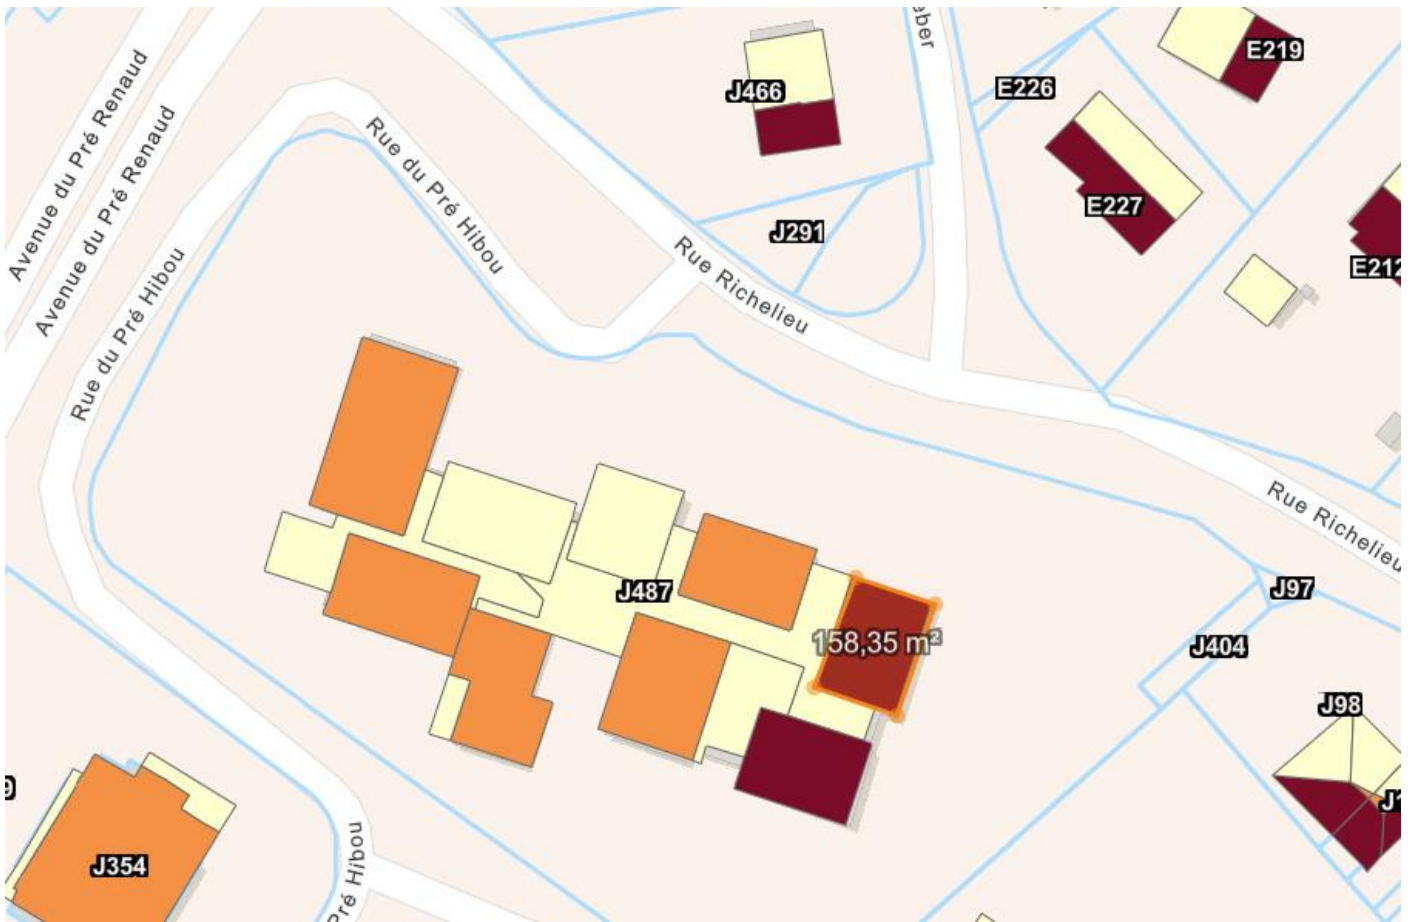 E219
J466
E226
Avenue du Pré Renaud
Avenue du Pré Renaud
Rue du Pré Hibou
E227
J291
Rue Richelieu
E212
Rue du Pré Hibou
Rue Richelieu
J487
J97
158,35 m²
J404
J98
J354
Pré Hibou